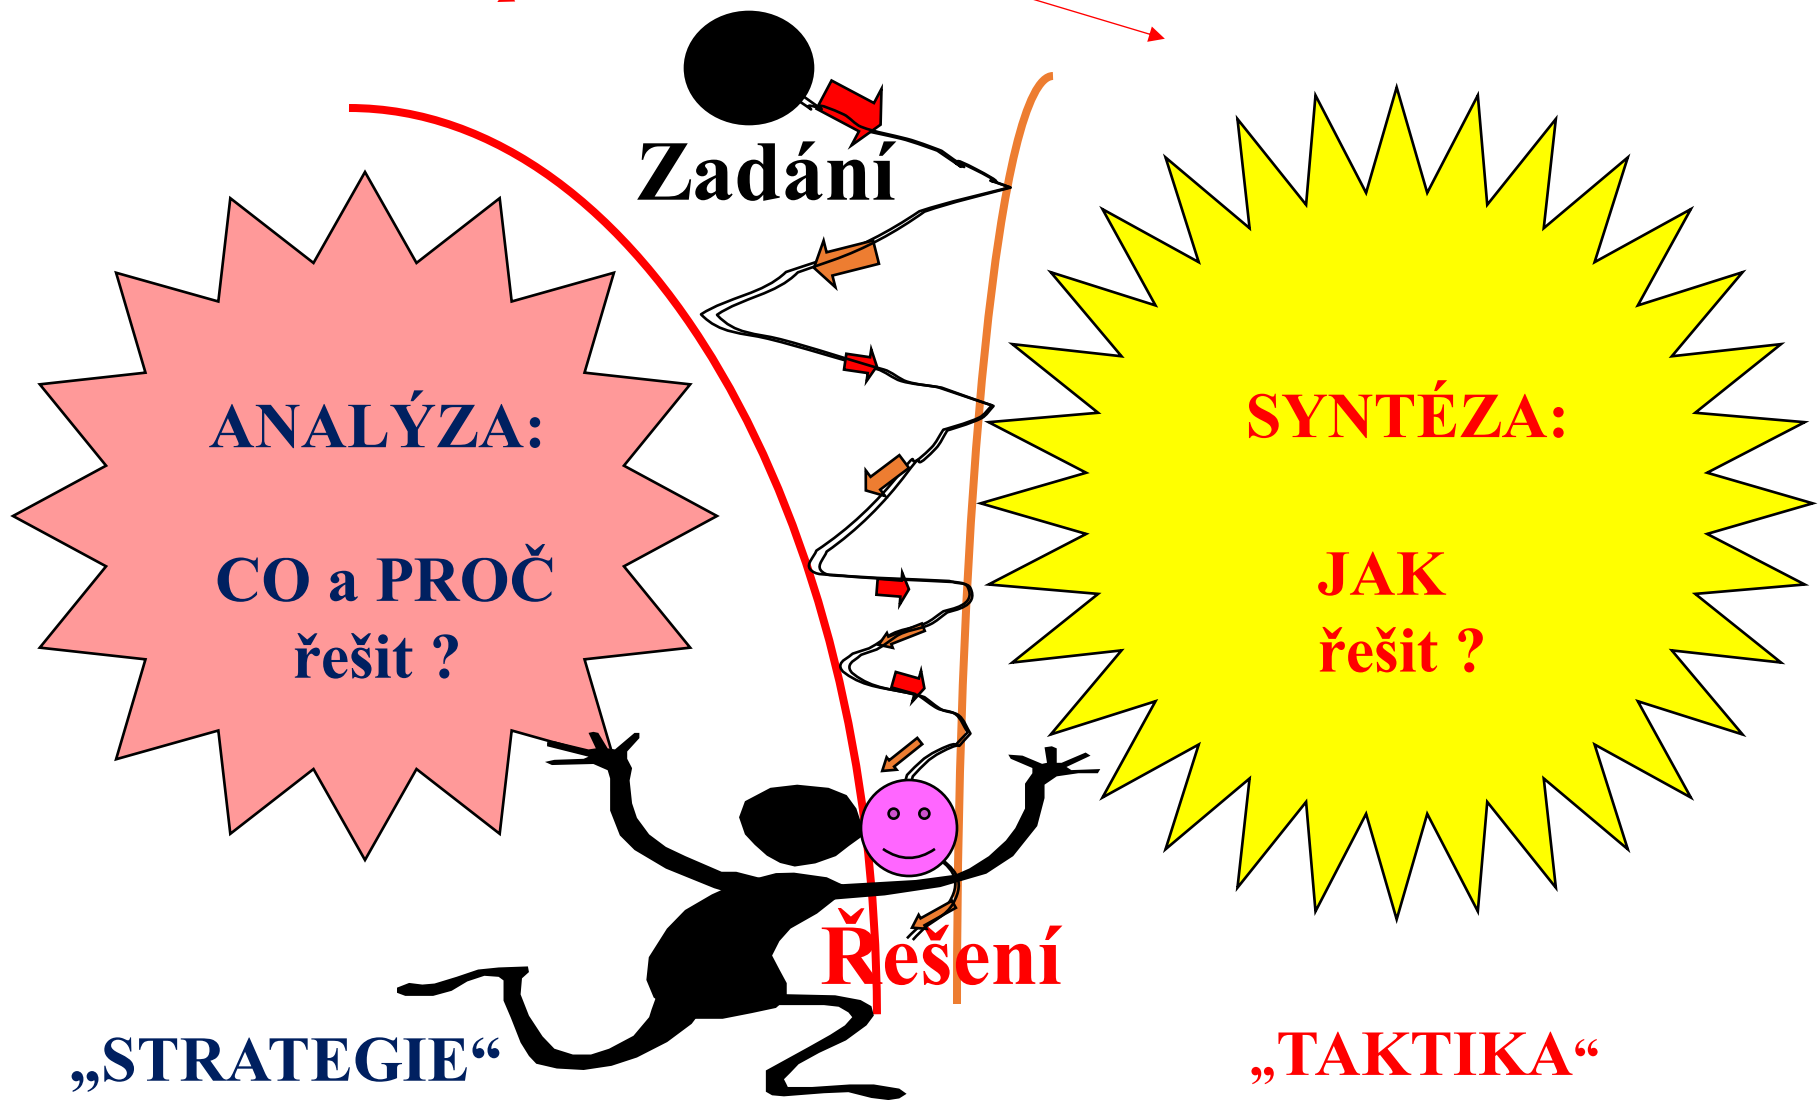 Zadání
ANALÝZA:
CO a PROČ
řešit ?
SYNTÉZA:
JAK
řešit ?
Řešení
„STRATEGIE“
„TAKTIKA“